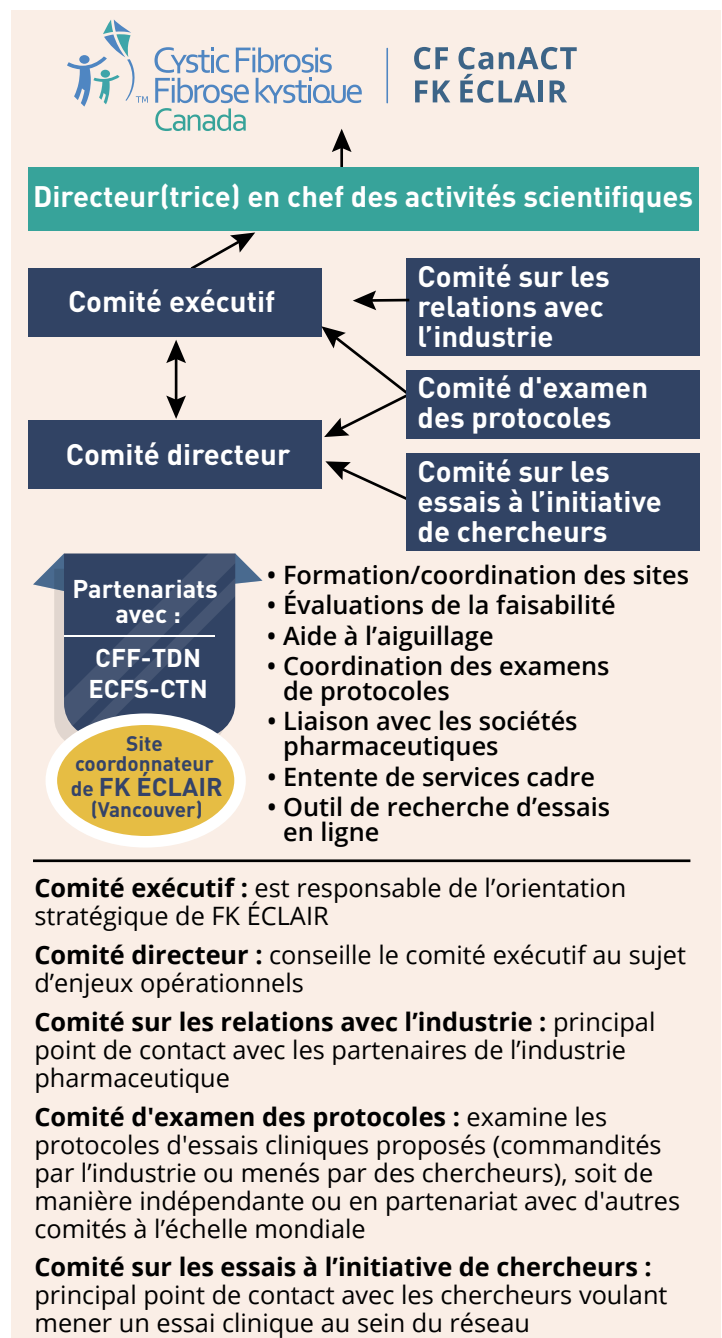 Cystic Fibrosis
Fibrose kystique
Canada
TM
CF CanACT
FK ÉCLAIR
Directeur(trice) en chef des activités scientifiques
Comité exécutif
Comité sur les
relations avec
l’industrie
Comité d'examen
des protocoles
Comité directeur
Comité sur les
essais à l’initiative
de chercheurs
Partenariats
avec :
CFF-TDN
ECFS-CTN
Site
coordonnateur
de FK ÉCLAIR
(Vancouver)
• Formation/coordination des sites
• Évaluations de la faisabilité
• Aide à l’aiguillage
• Coordination des examens
de protocoles
• Liaison avec les sociétés
pharmaceutiques
• Entente de services cadre
• Outil de recherche d’essais
en ligne
Comité exécutif : est responsable de l’orientation
stratégique de FK ÉCLAIR
Comité directeur : conseille le comité exécutif au sujet
d’enjeux opérationnels
Comité sur les relations avec l’industrie : principal
point de contact avec les partenaires de l’industrie
pharmaceutique
Comité d'examen des protocoles : examine les
protocoles d'essais cliniques proposés (commandités
par l’industrie ou menés par des chercheurs), soit de
manière indépendante ou en partenariat avec d'autres
comités à l’échelle mondiale
Comité sur les essais à l’initiative de chercheurs :
principal point de contact avec les chercheurs voulant
mener un essai clinique au sein du réseau